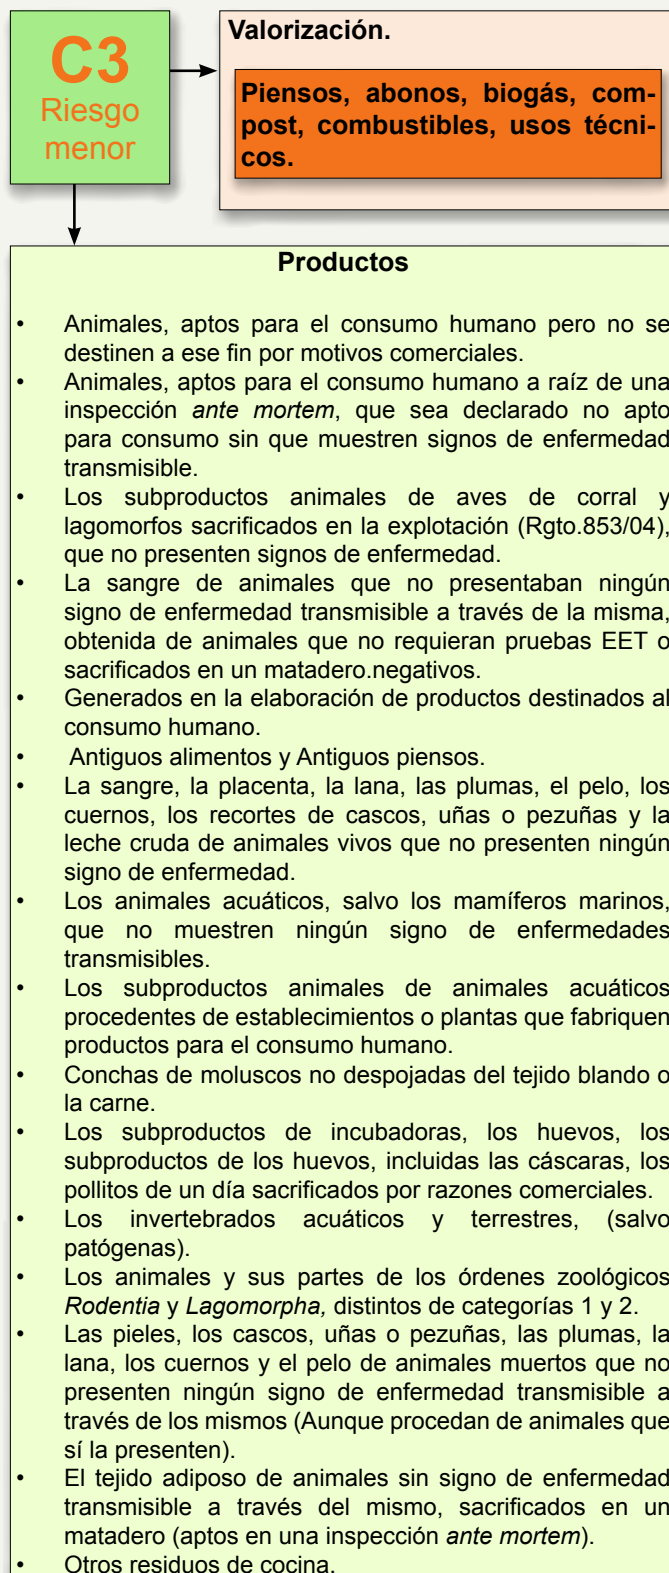 C3
Riesgo
menor
Valorización.
Piensos, abonos, biogás, com-
post, combustibles, usos técni-
cos.
Productos
• Animales, aptos para el consumo humano pero no se
destinen a ese fin por motivos comerciales.
• Animales, aptos para el consumo humano a raíz de una
inspección ante mortem, que sea declarado no apto
para consumo sin que muestren signos de enfermedad
transmisible.
• Los subproductos animales de aves de corral y
lagomorfos sacrificados en la explotación (Rgto.853/04),
que no presenten signos de enfermedad.
• La sangre de animales que no presentaban ningún
signo de enfermedad transmisible a través de la misma,
obtenida de animales que no requieran pruebas EET o
sacrificados en un matadero.negativos.
• Generados en la elaboración de productos destinados al
consumo humano.
• Antiguos alimentos y Antiguos piensos.
• La sangre, la placenta, la lana, las plumas, el pelo, los
cuernos, los recortes de cascos, uñas o pezuñas y la
leche cruda de animales vivos que no presenten ningún
signo de enfermedad.
• Los animales acuáticos, salvo los mamíferos marinos,
que no muestren ningún signo de enfermedades
transmisibles.
• Los subproductos animales de animales acuáticos
procedentes de establecimientos o plantas que fabriquen
productos para el consumo humano.
• Conchas de moluscos no despojadas del tejido blando o
la carne.
• Los subproductos de incubadoras, los huevos, los
subproductos de los huevos, incluidas las cáscaras, los
pollitos de un día sacrificados por razones comerciales.
• Los invertebrados acuáticos y terrestres, (salvo
patógenas).
• Los animales y sus partes de los órdenes zoológicos
Rodentia y Lagomorpha, distintos de categorías 1 y 2.
• Las pieles, los cascos, uñas o pezuñas, las plumas, la
lana, los cuernos y el pelo de animales muertos que no
presenten ningún signo de enfermedad transmisible a
través de los mismos (Aunque procedan de animales que
sí la presenten).
• El tejido adiposo de animales sin signo de enfermedad
transmisible a través del mismo, sacrificados en un
matadero (aptos en una inspección ante mortem).
• Otros residuos de cocina.